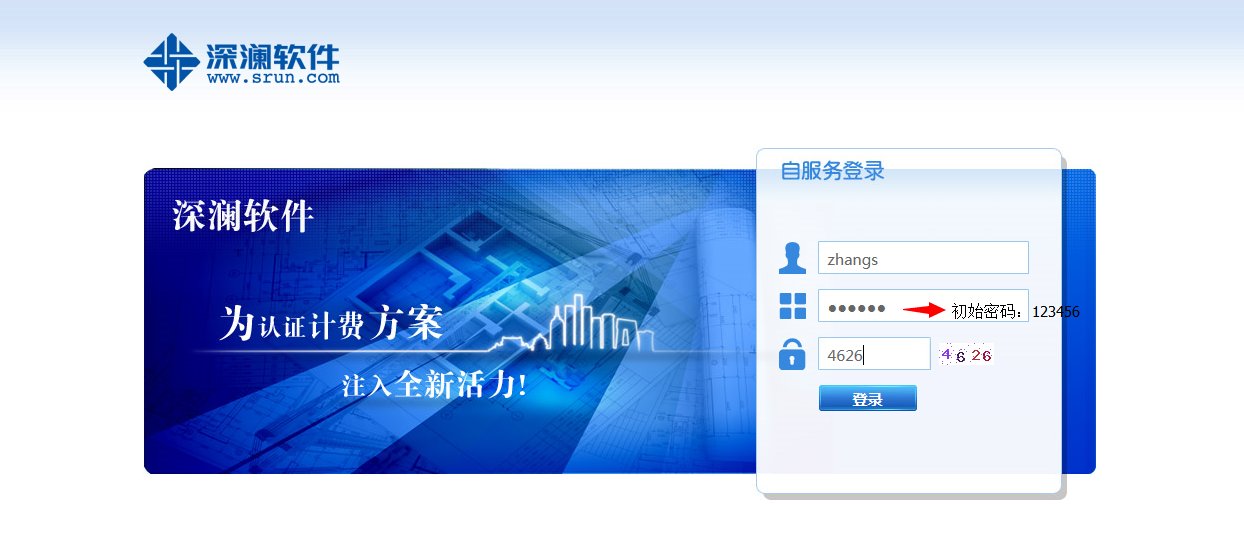 深澜软件
www.srun.com
自服务登录
深澜软件
zhangs
●●●●●● 初始密码：123456
为认证计费方案
4626 4626
注入全新活力!
登录